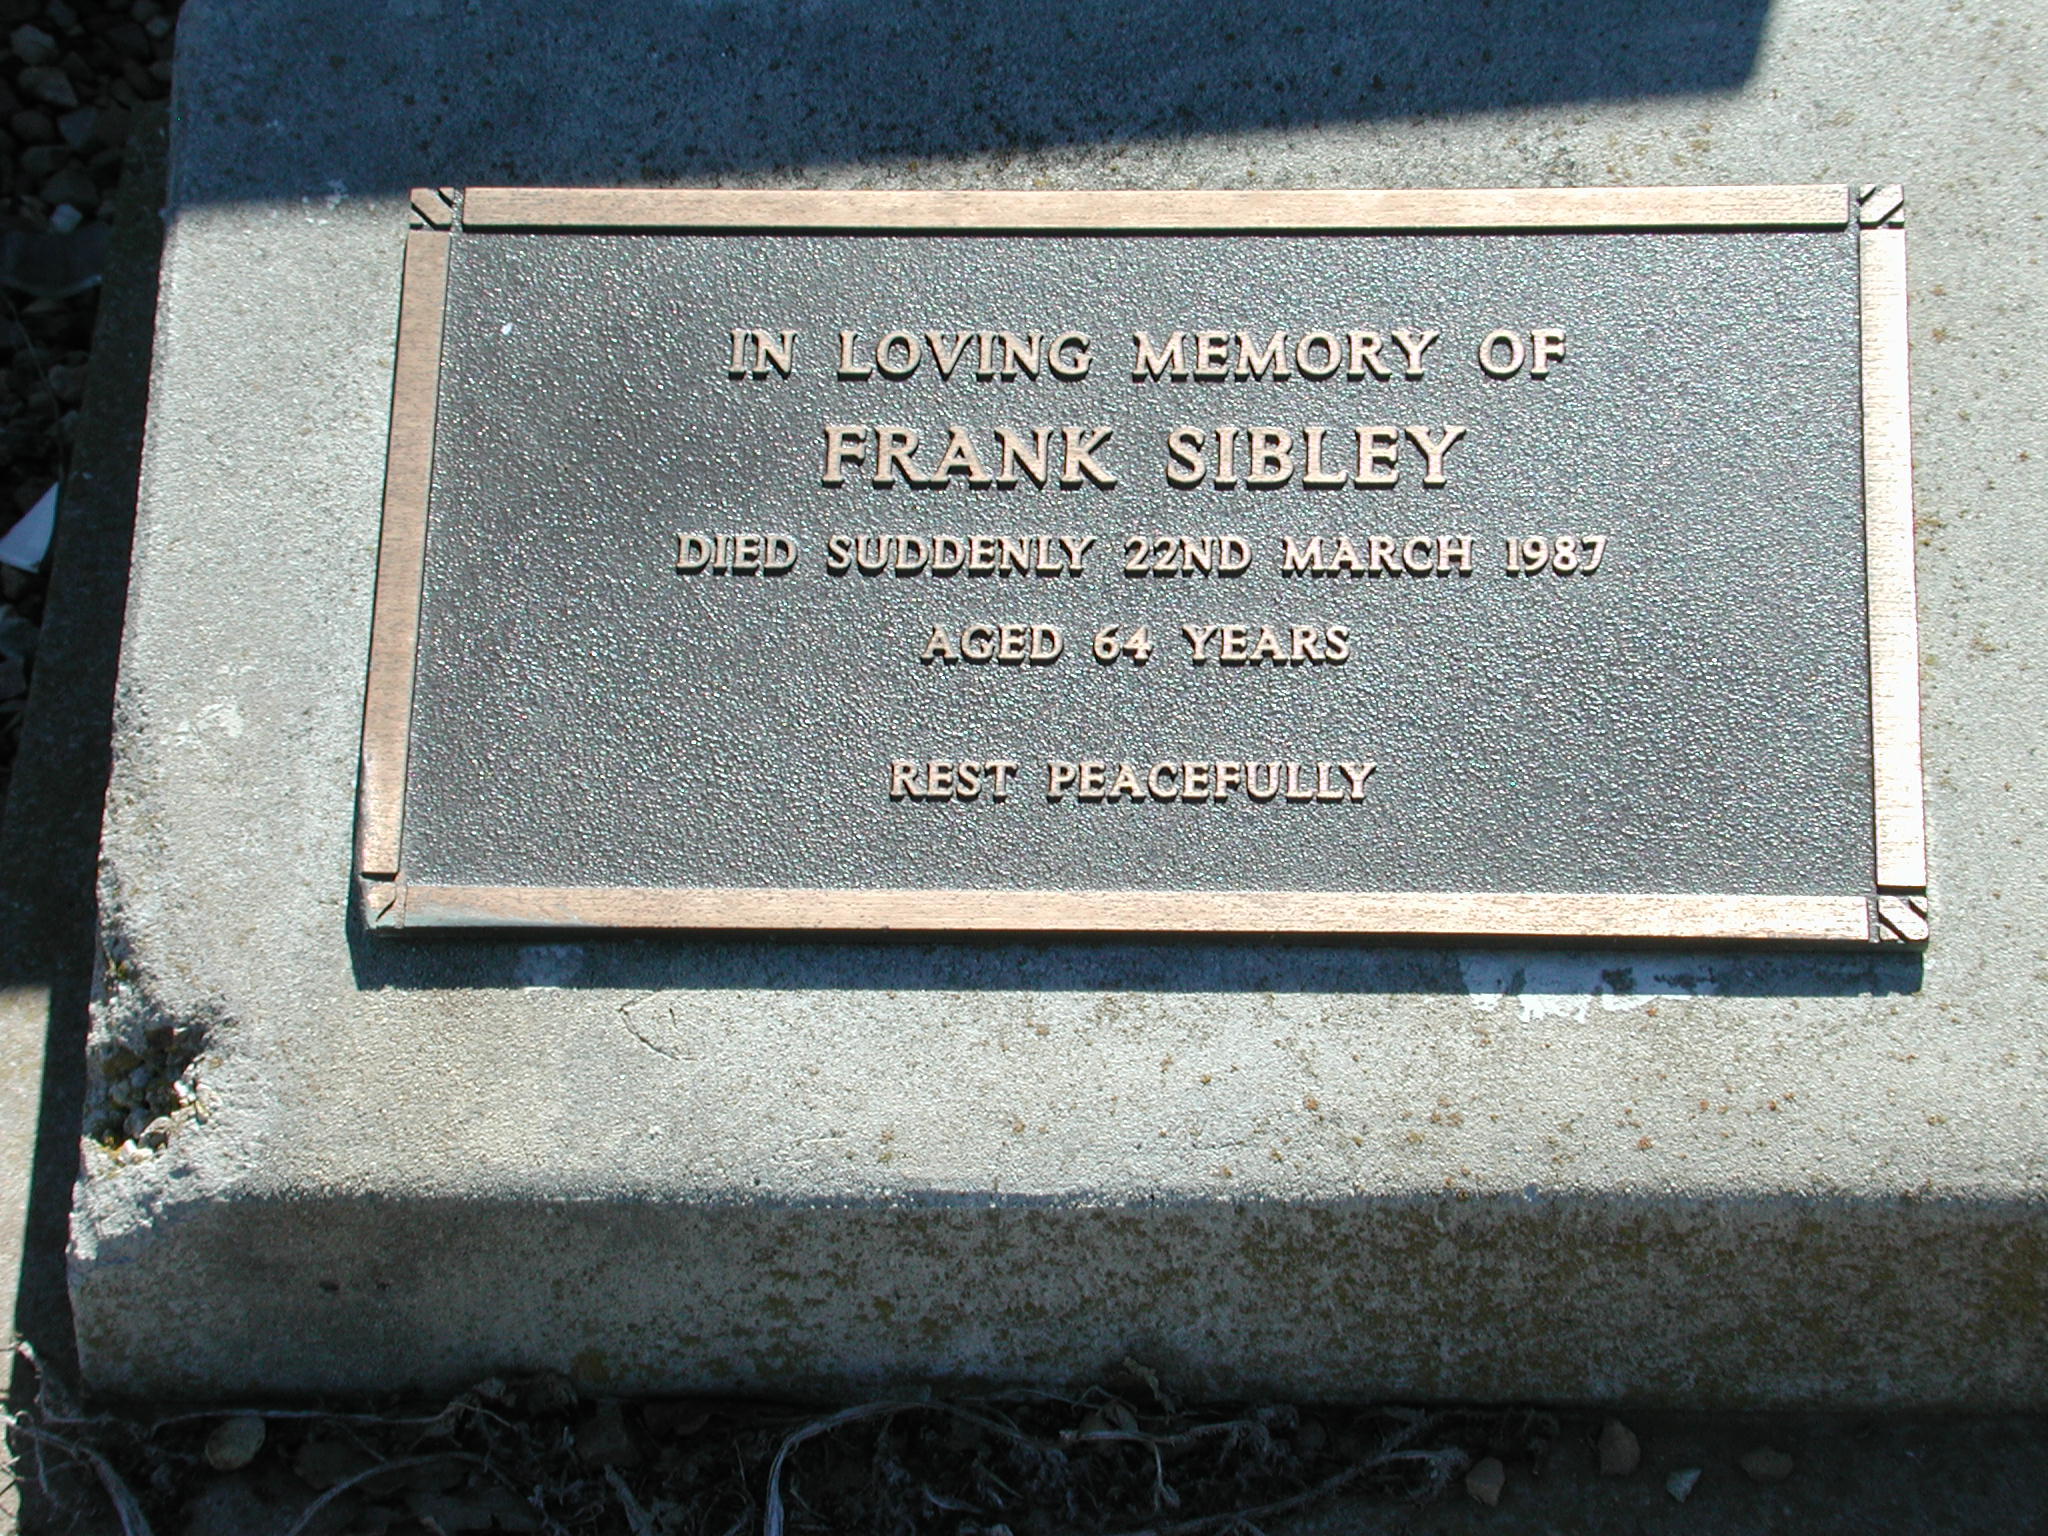 IN LOVING MEMORY OF
FRANK SIBLEY
DIED SUDDENLY 22ND MARCH 1987
AGED 64 YEARS
REST PEACEFULLY